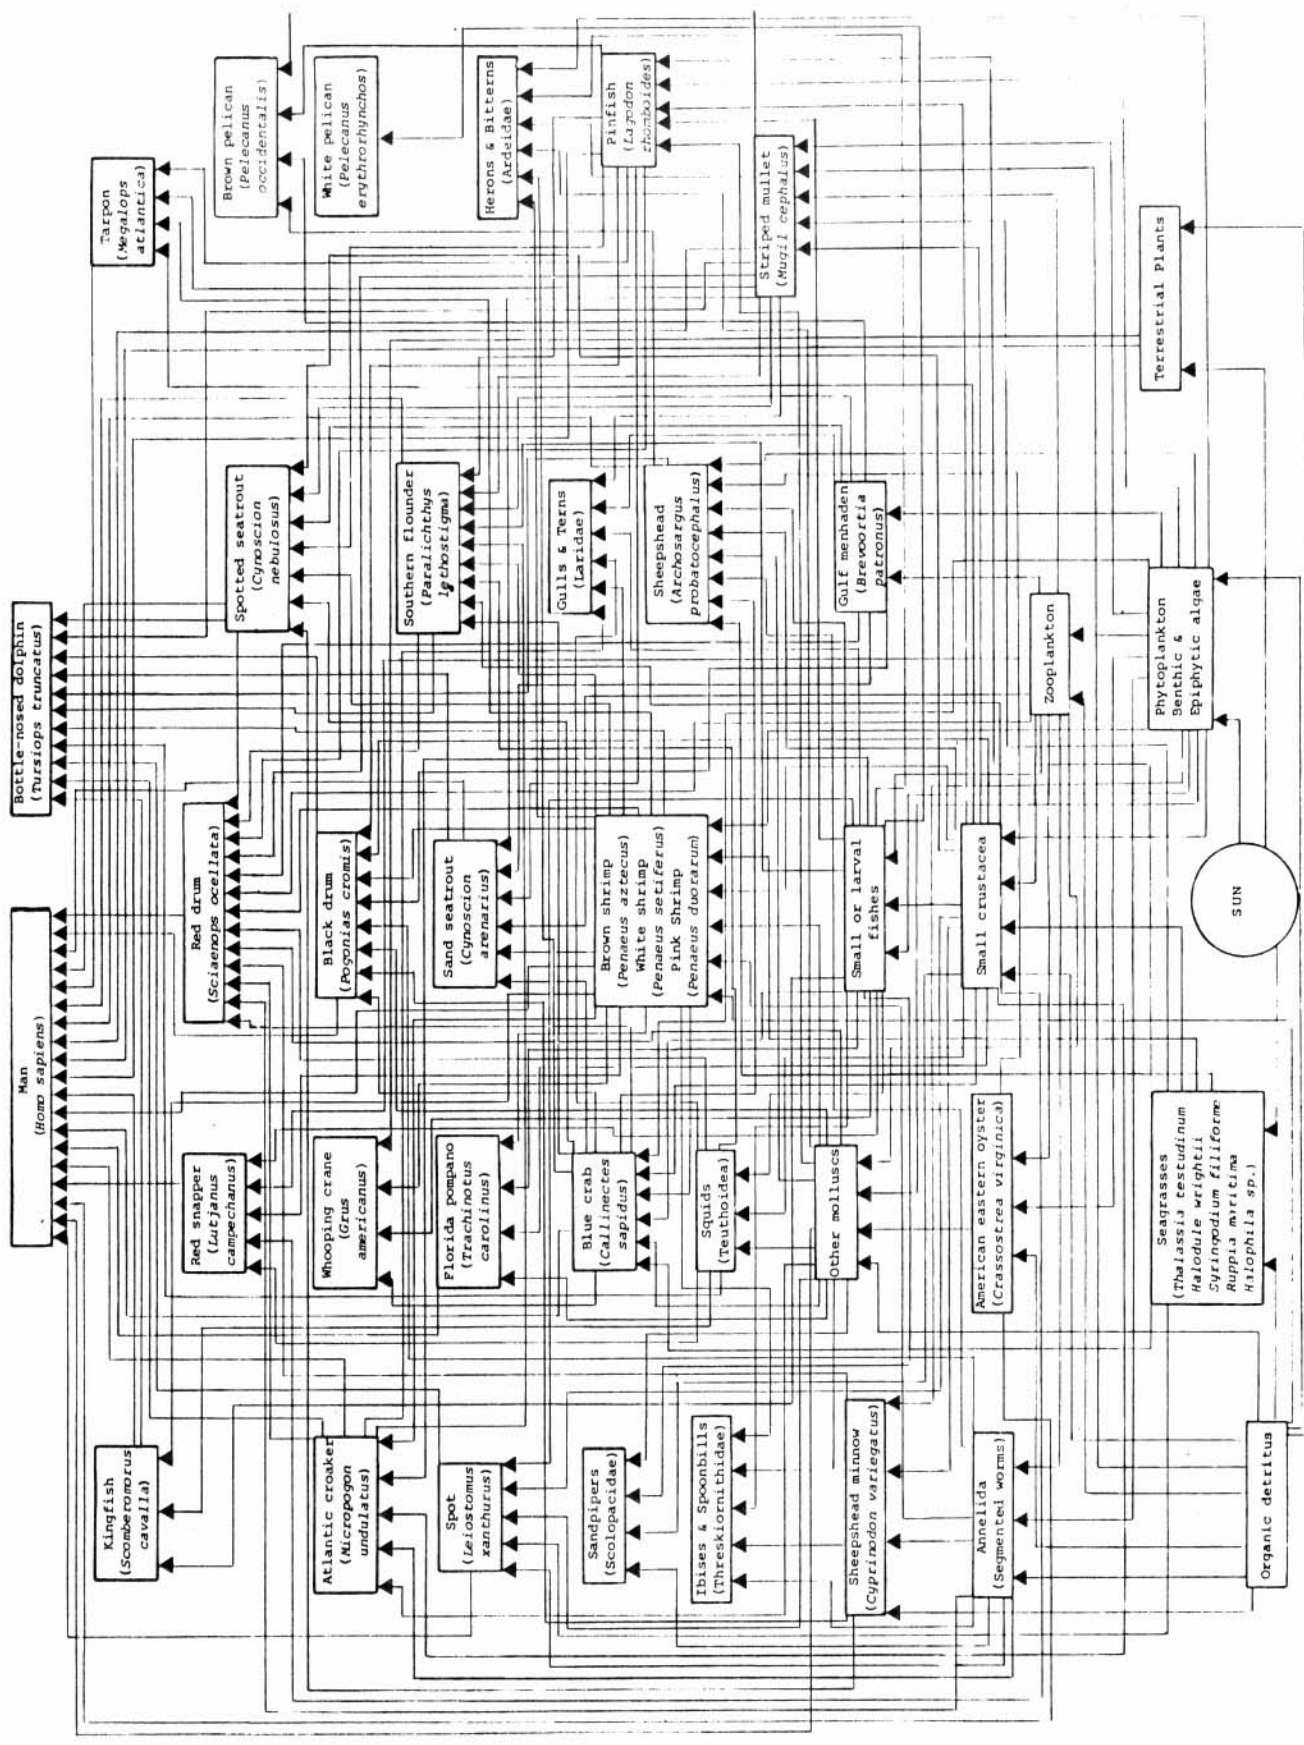 Man
(Homo sapiens)
Bottle-nosed dolphin
(Tursiops truncatus)
Kingfish
(Scomberomorus
cavalla)
Tarpon
(Megalops
atlantica)
Red snapper
(Lutjanus
campechanus)
Red drum
(Sciaenops ocellata)
Spotted seatrout
(Cynoscion
nebulosus)
Brown pelican
(Pelecanus
occidentalis)
Atlantic croaker
(Micropogon
undulatus)
Whooping crane
(Grus
americanus)
Black drum
(Pogonias cromis)
Southern flounder
(Paralichthys
lethostigma)
White pelican
(Pelecanus
erythrorhynchos)
Spot
(Leiostomus
xanthurus)
Florida pompano
(Trachinotus
carolinus)
Sand seatrout
(Cynoscion
arenarius)
Gulls & Terns
(Laridae)
Herons & Bitterns
(Ardeidae)
Sandpipers
(Scolopacidae)
Blue crab
(Callinectes
sapidus)
Brown shrimp
(Penaeus aztecus)
White shrimp
(Penaeus setiferus)
Pink Shrimp
(Penaeus duorarum)
Sheepshead
(Archosargus
probatocephalus)
Pinfish
(Lagodon
rhomboides)
Ibises & Spoonbills
(Threskiornithidae)
Squids
(Teuthoidea)
Striped mullet
(Mugil cephalus)
Sheepshead minnow
(Cyprinodon variegatus)
Other molluscs
Small or larval
fishes
Gulf menhaden
(Brevoortia
patronus)
Annelida
(Segmented worms)
American eastern oyster
(Crassostrea virginica)
Small crustacea
Zooplankton
Seagrasses
(Thalassia testudinum
Halodule wrightii
Syringodium filiforme
Ruppia maritima
Halophila sp.)
Phytoplankton
Benthic &
Epiphytic algae
Terrestrial Plants
Organic detritus
SUN